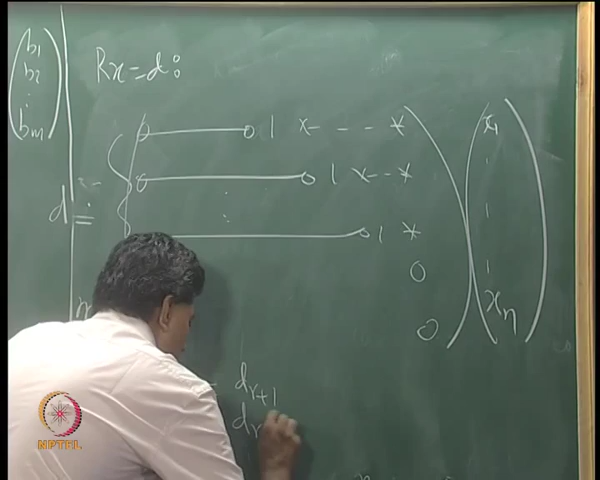 b1
b2
.
bm
Rx = d :
0 —— 0 1 x - - - * x1
0 —— 0 1 x - - * 
d =
0 1 *
0
0 xn
dr+1
dr
NPTEL